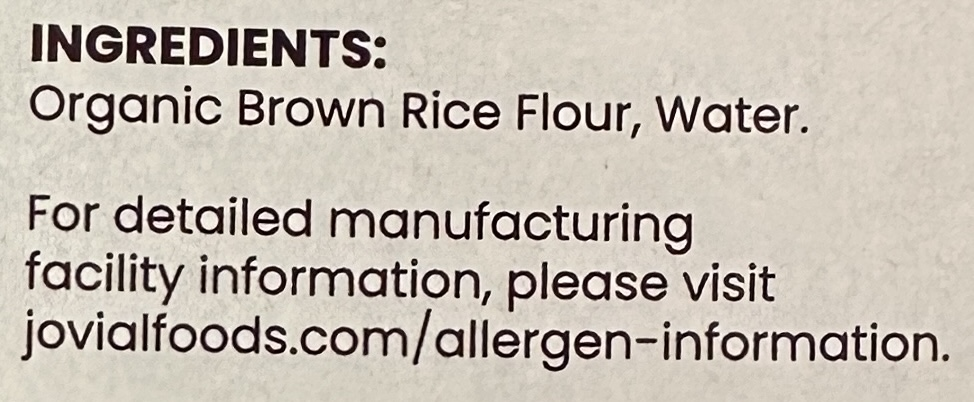 INGREDIENTS:
Organic Brown Rice Flour, Water.
For detailed manufacturing
facility information, please visit
jovialfoods.com/allergen-information.